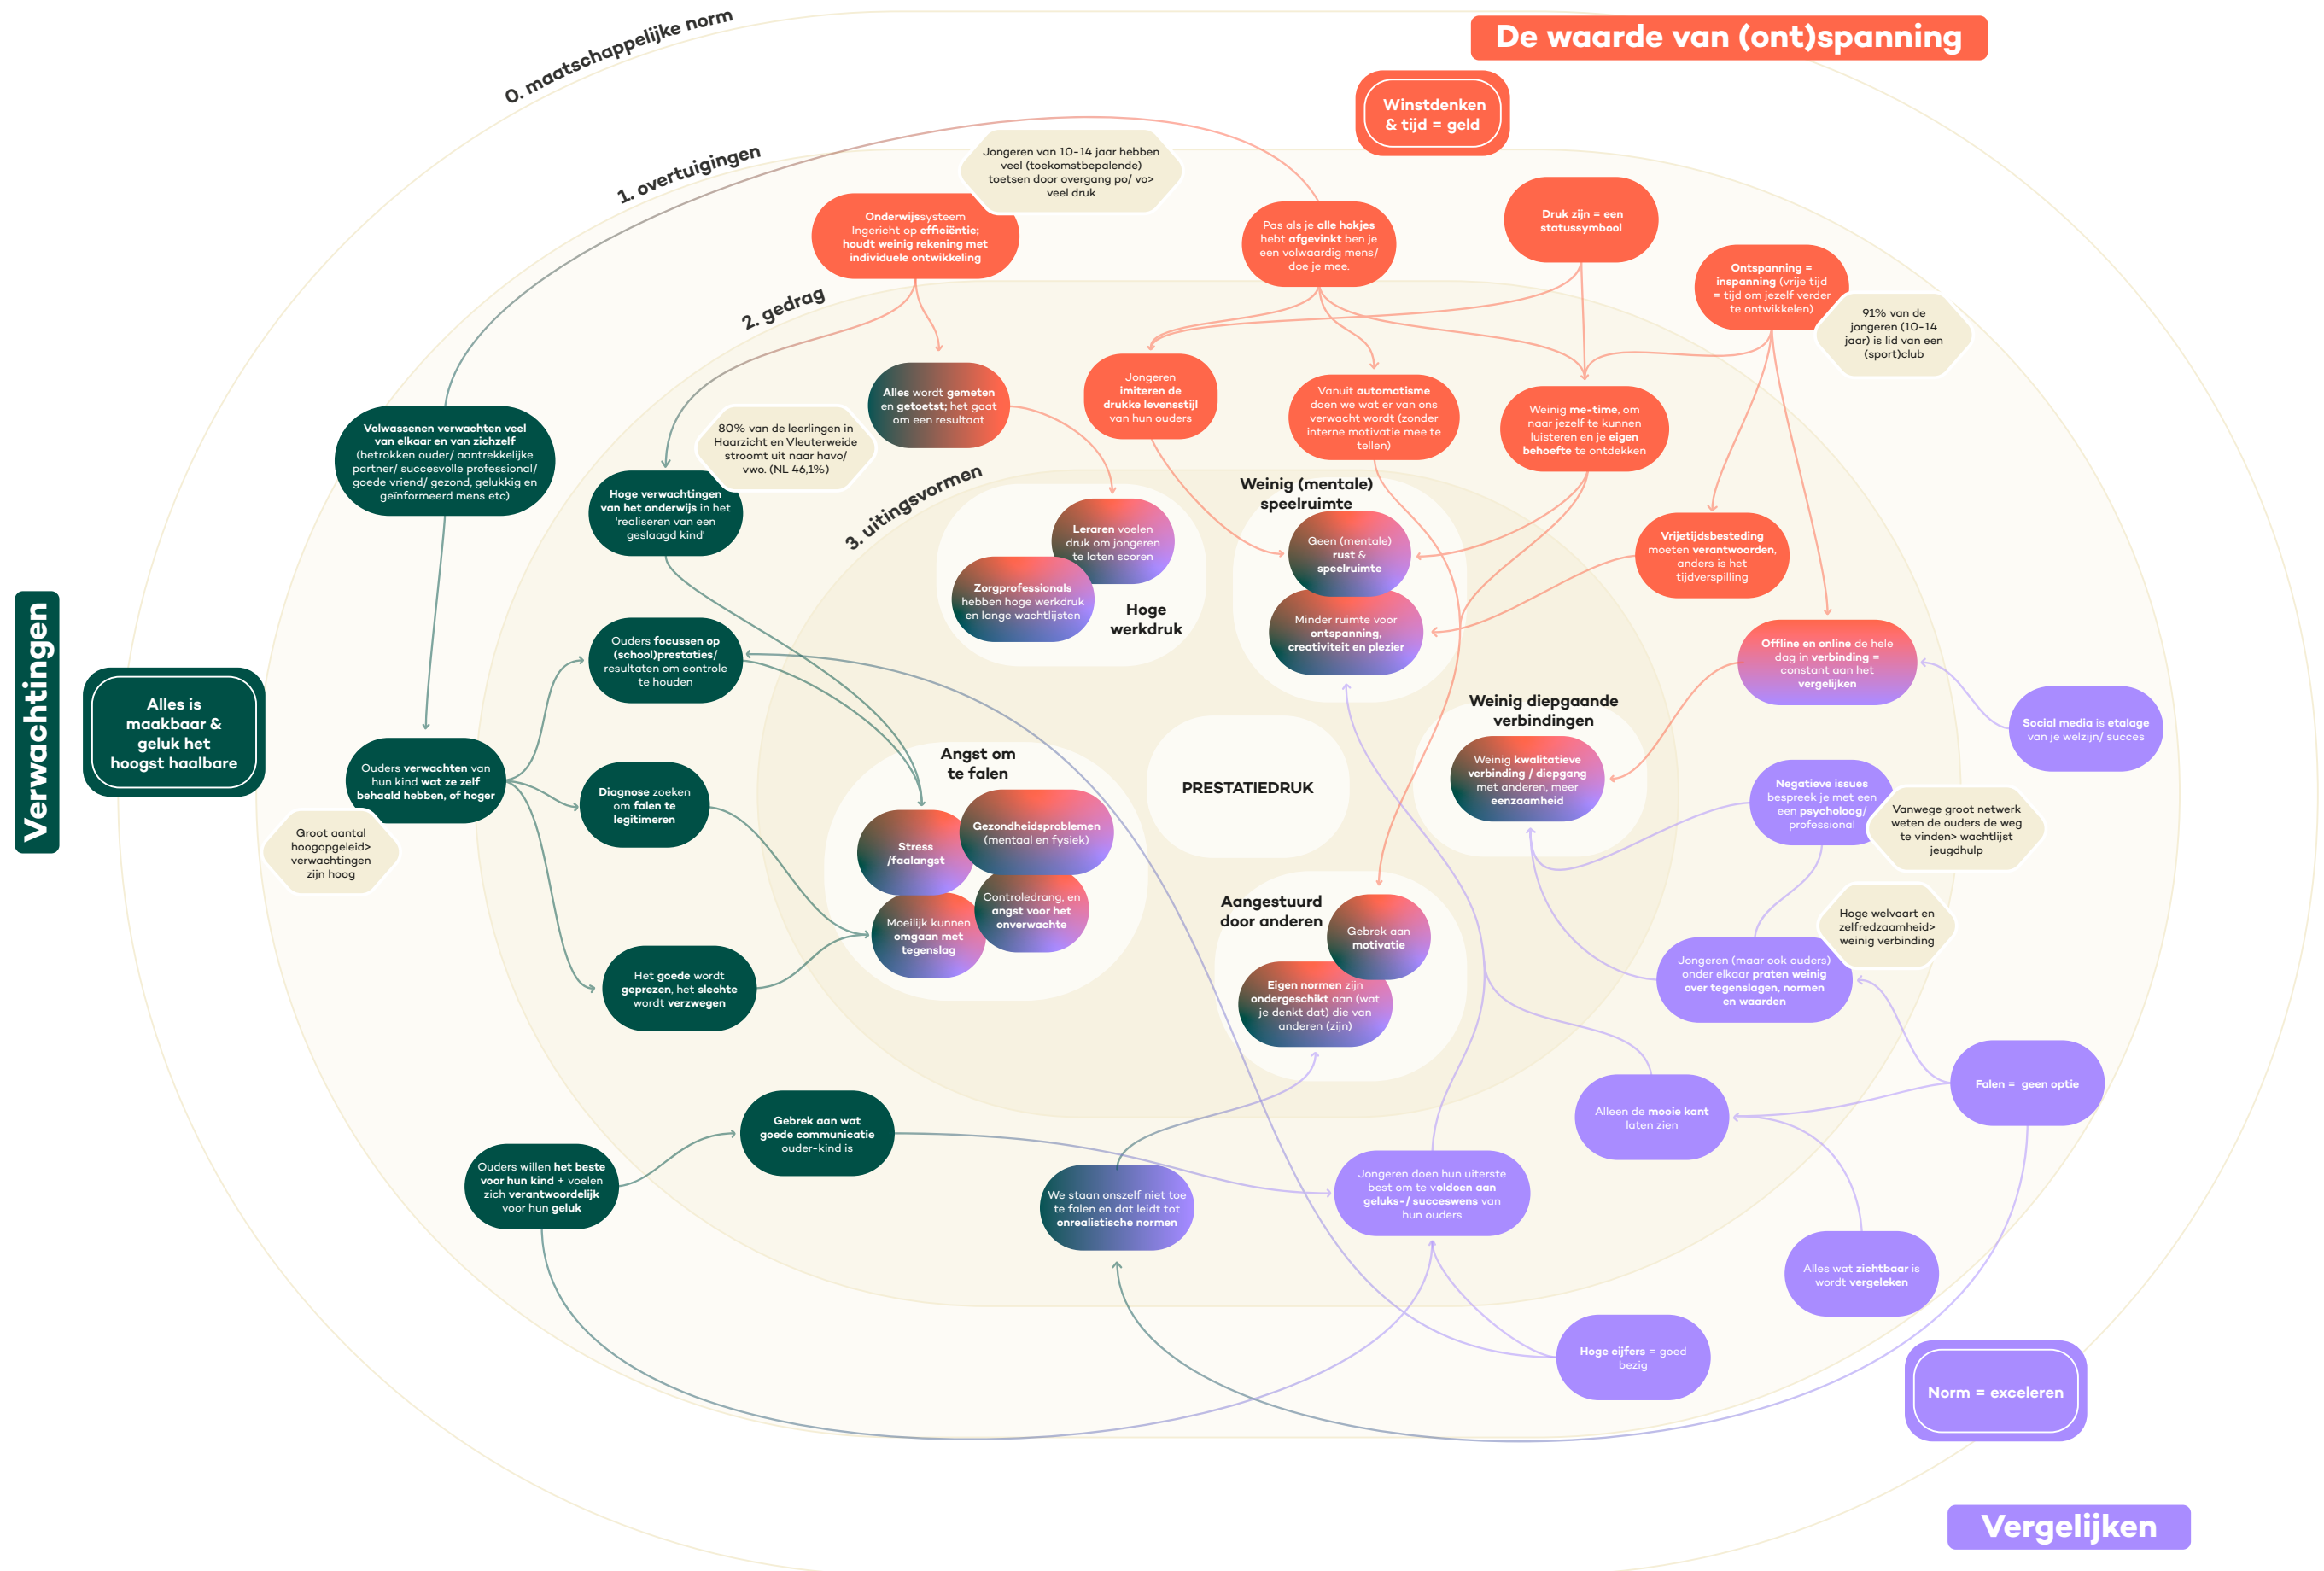 De waarde van (ont)spanning
0. maatschappelijke norm
Winstdenken
& tijd = geld
1. overtuigingen
Jongeren van 10-14 jaar hebben
veel (toekomstbepalende)
toetsen door overgang po/ vo>
veel druk
Onderwijssysteem
Ingericht op efficiëntie;
houdt weinig rekening met
individuele ontwikkeling
Pas als je alle hokjes
hebt afgevinkt ben je
een volwaardig mens/
doe je mee.
Druk zijn = een
statussymbool
Ontspanning =
inspanning (vrije tijd
= tijd om jezelf verder
te ontwikkelen)
91% van de
jongeren (10-14
jaar) is lid van een
(sport)club
2. gedrag
Alles wordt gemeten
en getoetst; het gaat
om een resultaat
Jongeren
imiteren de
drukke levensstijl
van hun ouders
Vanuit automatisme
doen we wat er van ons
verwacht wordt (zonder
interne motivatie mee te
tellen)
Weinig me-time, om
naar jezelf te kunnen
luisteren en je eigen
behoefte te ontdekken
Volwassenen verwachten veel
van elkaar en van zichzelf
(betrokken ouder/ aantrekkelijke
partner/ succesvolle professional/
goede vriend/ gezond, gelukkig en
geïnformeerd mens etc)
80% van de leerlingen in
Haarzicht en Vleuterweide
stroomt uit naar havo/
vwo. (NL 46,1%)
Hoge verwachtingen
van het onderwijs in het
'realiseren van een
geslaagd kind'
3. uitingsvormen
Leraren voelen
druk om jongeren
te laten scoren
Zorgprofessionals
hebben hoge werkdruk
en lange wachtlijsten
Hoge
werkdruk
Weinig (mentale)
speelruimte
Geen (mentale)
rust &
speelruimte
Minder ruimte voor
ontspanning,
creativiteit en plezier
Vrijetijdsbesteding
moeten verantwoorden,
anders is het
tijdverspilling
Verwachtingen
Alles is
maakbaar &
geluk het
hoogst haalbare
Ouders focussen op
(school)prestaties/
resultaten om controle
te houden
Offline en online de hele
dag in verbinding =
constant aan het
vergelijken
Social media is etalage
van je welzijn/ succes
Ouders verwachten van
hun kind wat ze zelf
behaald hebben, of hoger
Groot aantal
hoogopgeleid>
verwachtingen
zijn hoog
Diagnose zoeken
om falen te
legitimeren
Angst om
te falen
Stress
/faalangst
Gezondheidsproblemen
(mentaal en fysiek)
Controledrang, en
angst voor het
onverwachte
Moeilijk kunnen
omgaan met
tegenslag
PRESTATIEDRUK
Weinig diepgaande
verbindingen
Weinig kwalitatieve
verbinding / diepgang
met anderen, meer
eenzaamheid
Negatieve issues
bespreek je met een
een psycholoog/
professional
Vanwege groot netwerk
weten de ouders de weg
te vinden> wachtlijst
jeugdhulp
Hoge welvaart en
zelfredzaamheid>
weinig verbinding
Het goede wordt
geprezen, het slechte
wordt verzwegen
Aangestuurd
door anderen
Gebrek aan
motivatie
Eigen normen zijn
ondergeschikt aan (wat
je denkt dat) die van
anderen (zijn)
Jongeren (maar ook ouders)
onder elkaar praten weinig
over tegenslagen, normen
en waarden
Falen = geen optie
Alleen de mooie kant
laten zien
Gebrek aan wat
goede communicatie
ouder-kind is
Ouders willen het beste
voor hun kind + voelen
zich verantwoordelijk
voor hun geluk
We staan onszelf niet toe
te falen en dat leidt tot
onrealistische normen
Jongeren doen hun uiterste
best om te voldoen aan
geluks-/ succeswens van
hun ouders
Alles wat zichtbaar is
wordt vergeleken
Hoge cijfers = goed
bezig
Norm = exceleren
Vergelijken